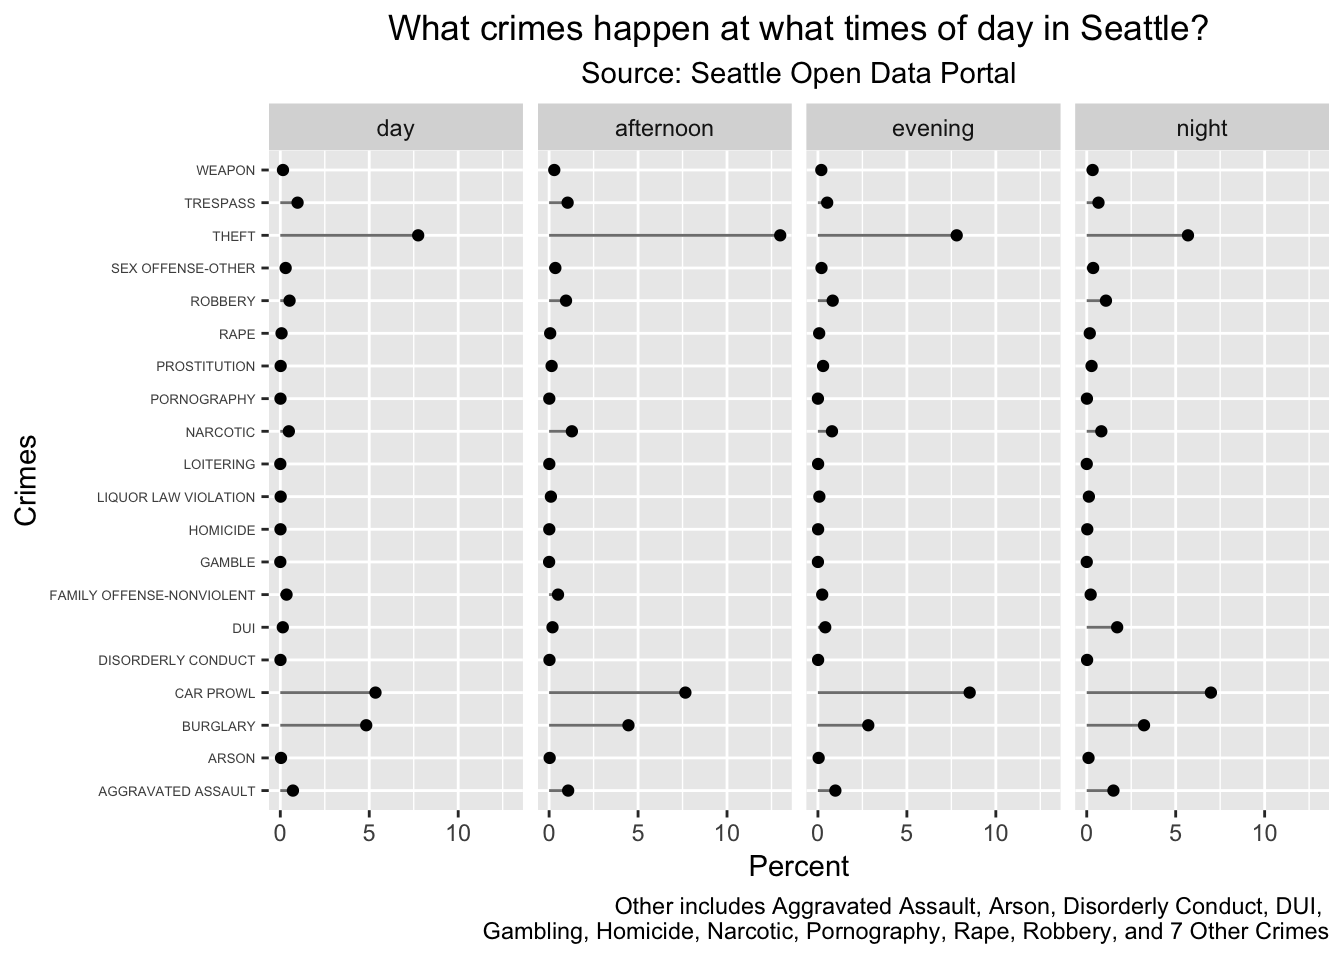 What crimes happen at what times of day in Seattle?
Source: Seattle Open Data Portal
day afternoon evening night
WEAPON
TRESPASS
THEFT
SEX OFFENSE-OTHER
ROBBERY
RAPE
PROSTITUTION
PORNOGRAPHY
NARCOTIC
LOITERING
LIQUOR LAW VIOLATION
HOMICIDE
GAMBLE
FAMILY OFFENSE-NONVIOLENT
DUI
DISORDERLY CONDUCT
CAR PROWL
BURGLARY
ARSON
AGGRAVATED ASSAULT
Crimes
0 5 10 0 5 10 0 5 10 0 5 10
Percent
Other includes Aggravated Assault, Arson, Disorderly Conduct, DUI,
Gambling, Homicide, Narcotic, Pornography, Rape, Robbery, and 7 Other Crimes